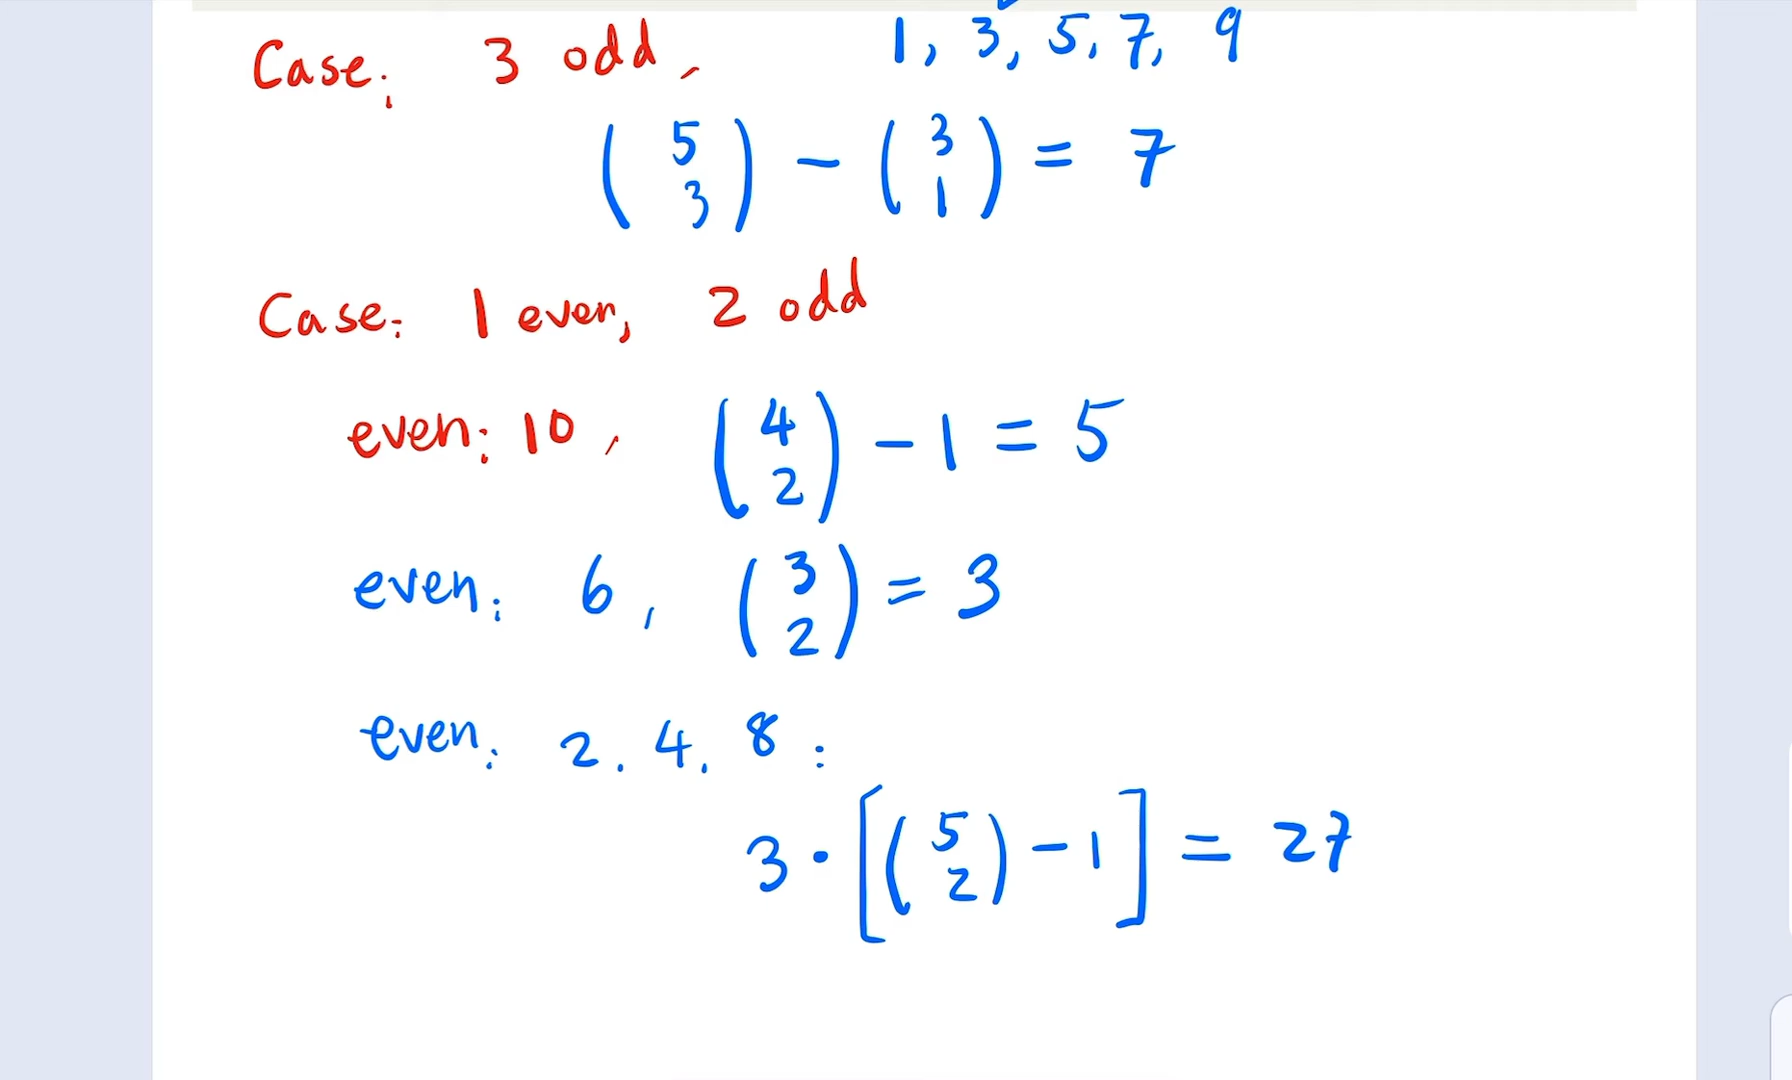 Case: 3 odd, 1, 3, 5, 7, 9
(5 3) - (3 1) = 7
Case: 1 even, 2 odd
even: 10, (4 2) - 1 = 5
even: 6, (3 2) = 3
even: 2. 4. 8:
3 · [(5 2) - 1] = 27